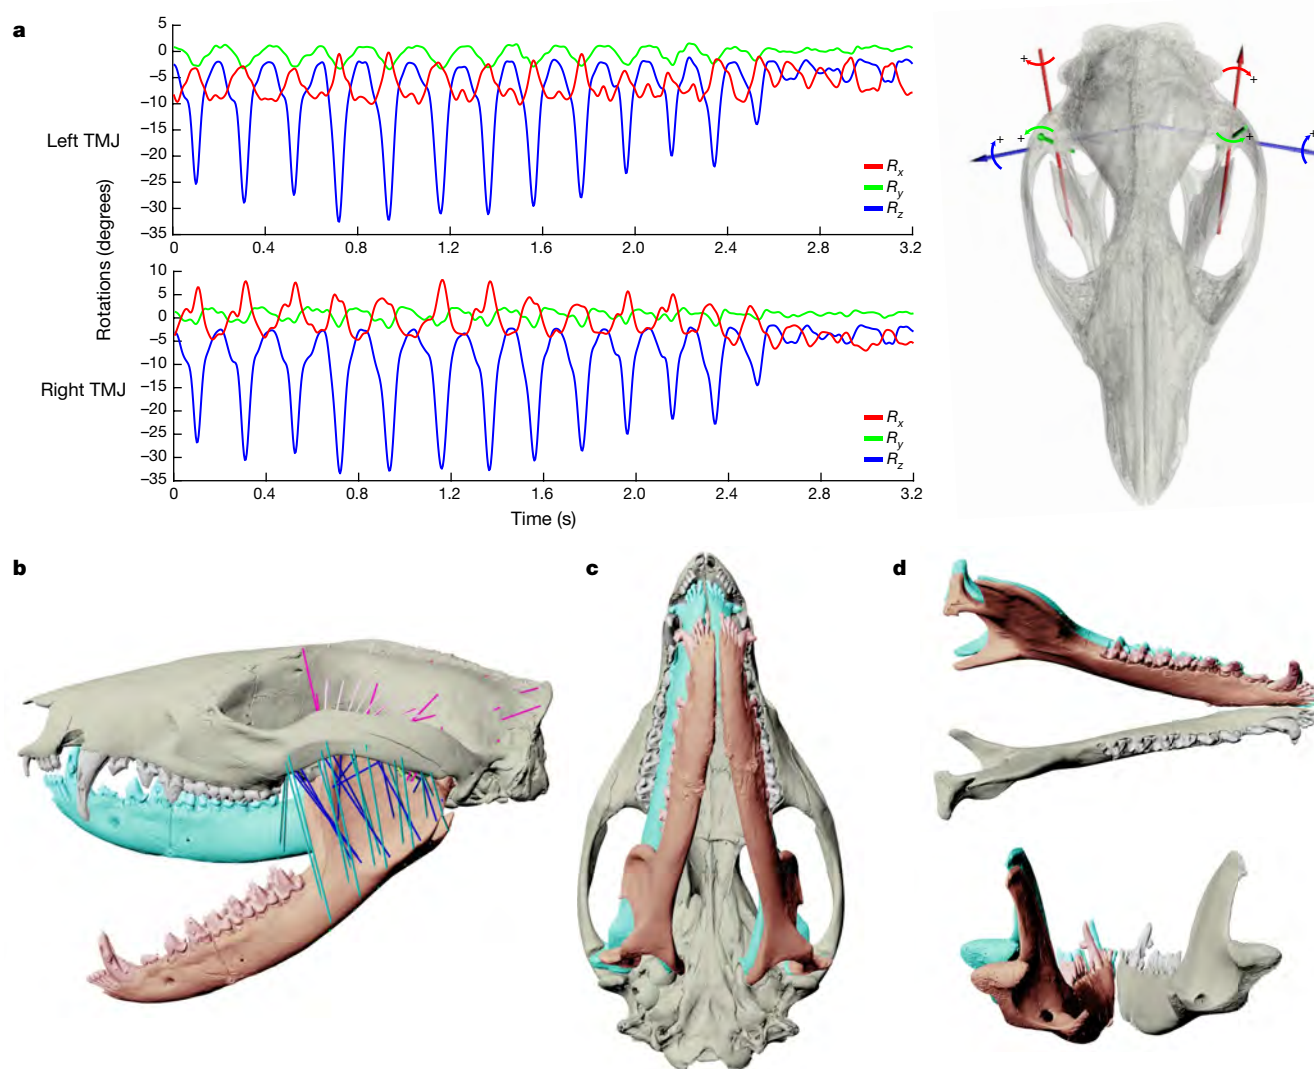 a
5
0
−5
−10
−15
−20
−25
−30
−35
0 0.4 0.8 1.2 1.6 2.0 2.4 2.8 3.2
Left TMJ
Rx
Ry
Rz
Rotations (degrees)
10
5
0
−5
−10
−15
−20
−25
−30
−35
0 0.4 0.8 1.2 1.6 2.0 2.4 2.8 3.2
Right TMJ
Rx
Ry
Rz
Time (s)
+ +
+ +
+ +
b
c
d